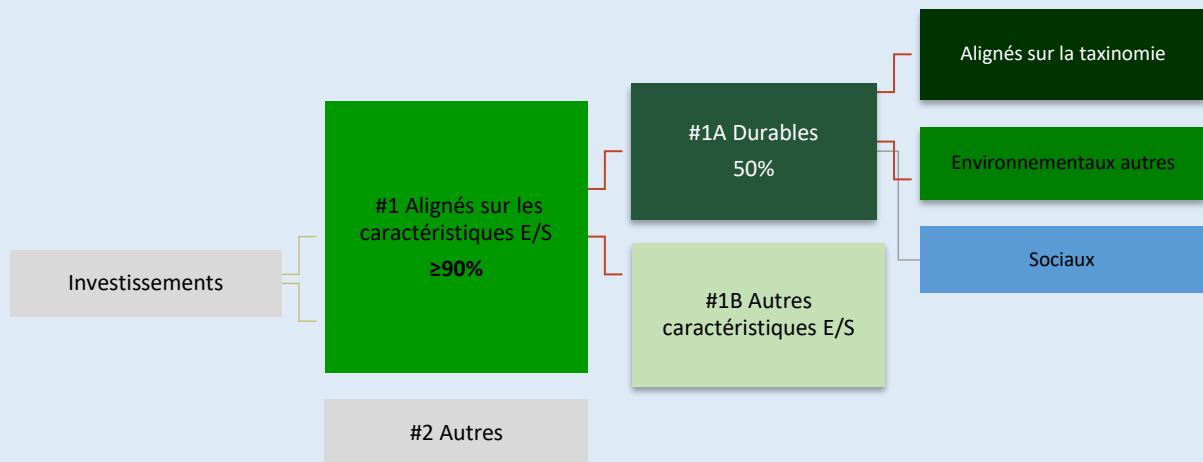 Investissements
#1 Alignés sur les
caractéristiques E/S
≥90%
#2 Autres
#1A Durables
50%
#1B Autres
caractéristiques E/S
Alignés sur la taxinomie
Environnementaux autres
Sociaux